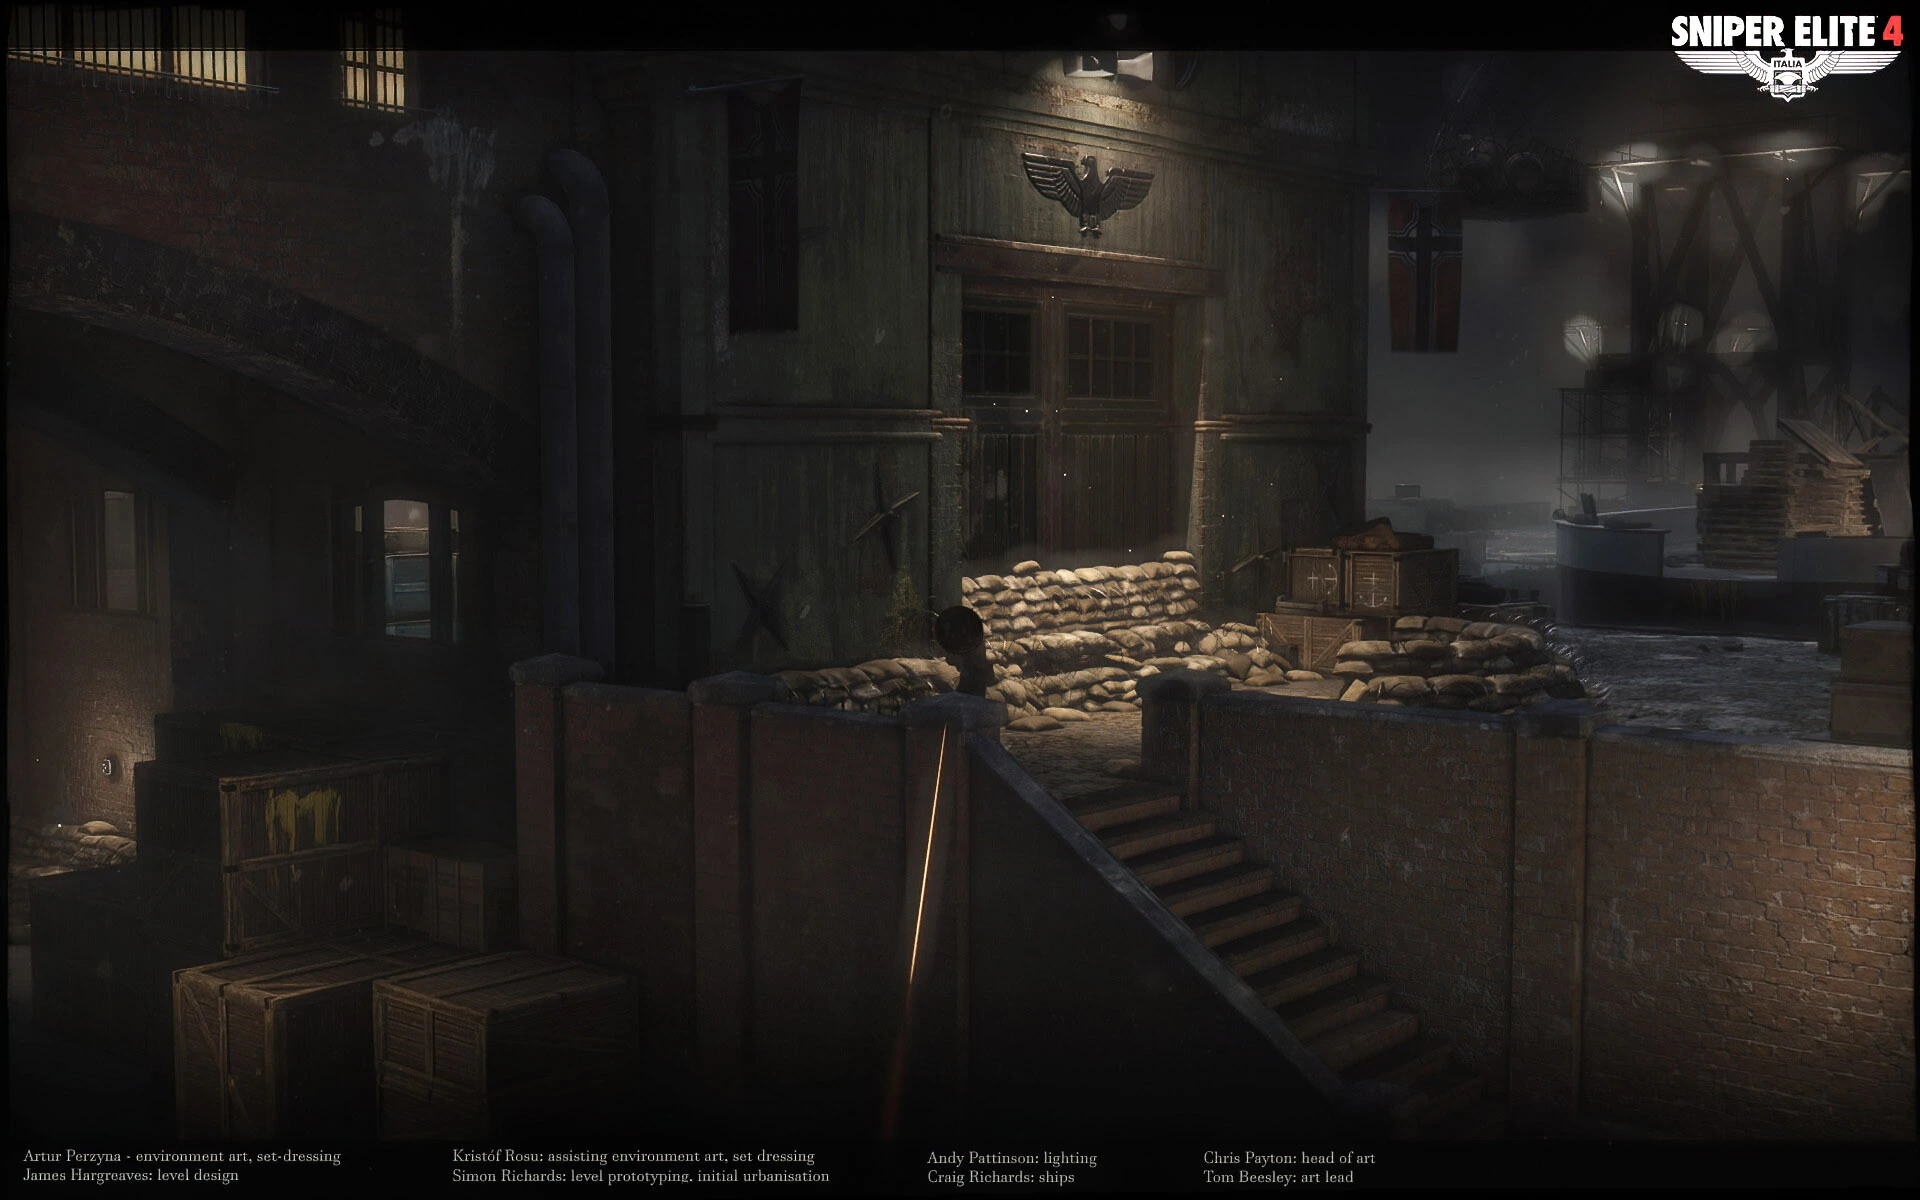 SNIPER ELITE 4
ITALIA
Artur Perzyna - environment art, set-dressing
James Hargreaves: level design
Kristóf Rosu: assisting environment art, set dressing
Simon Richards: level prototyping. initial urbanisation
Andy Pattinson: lighting
Craig Richards: ships
Chris Payton: head of art
Tom Beesley: art lead